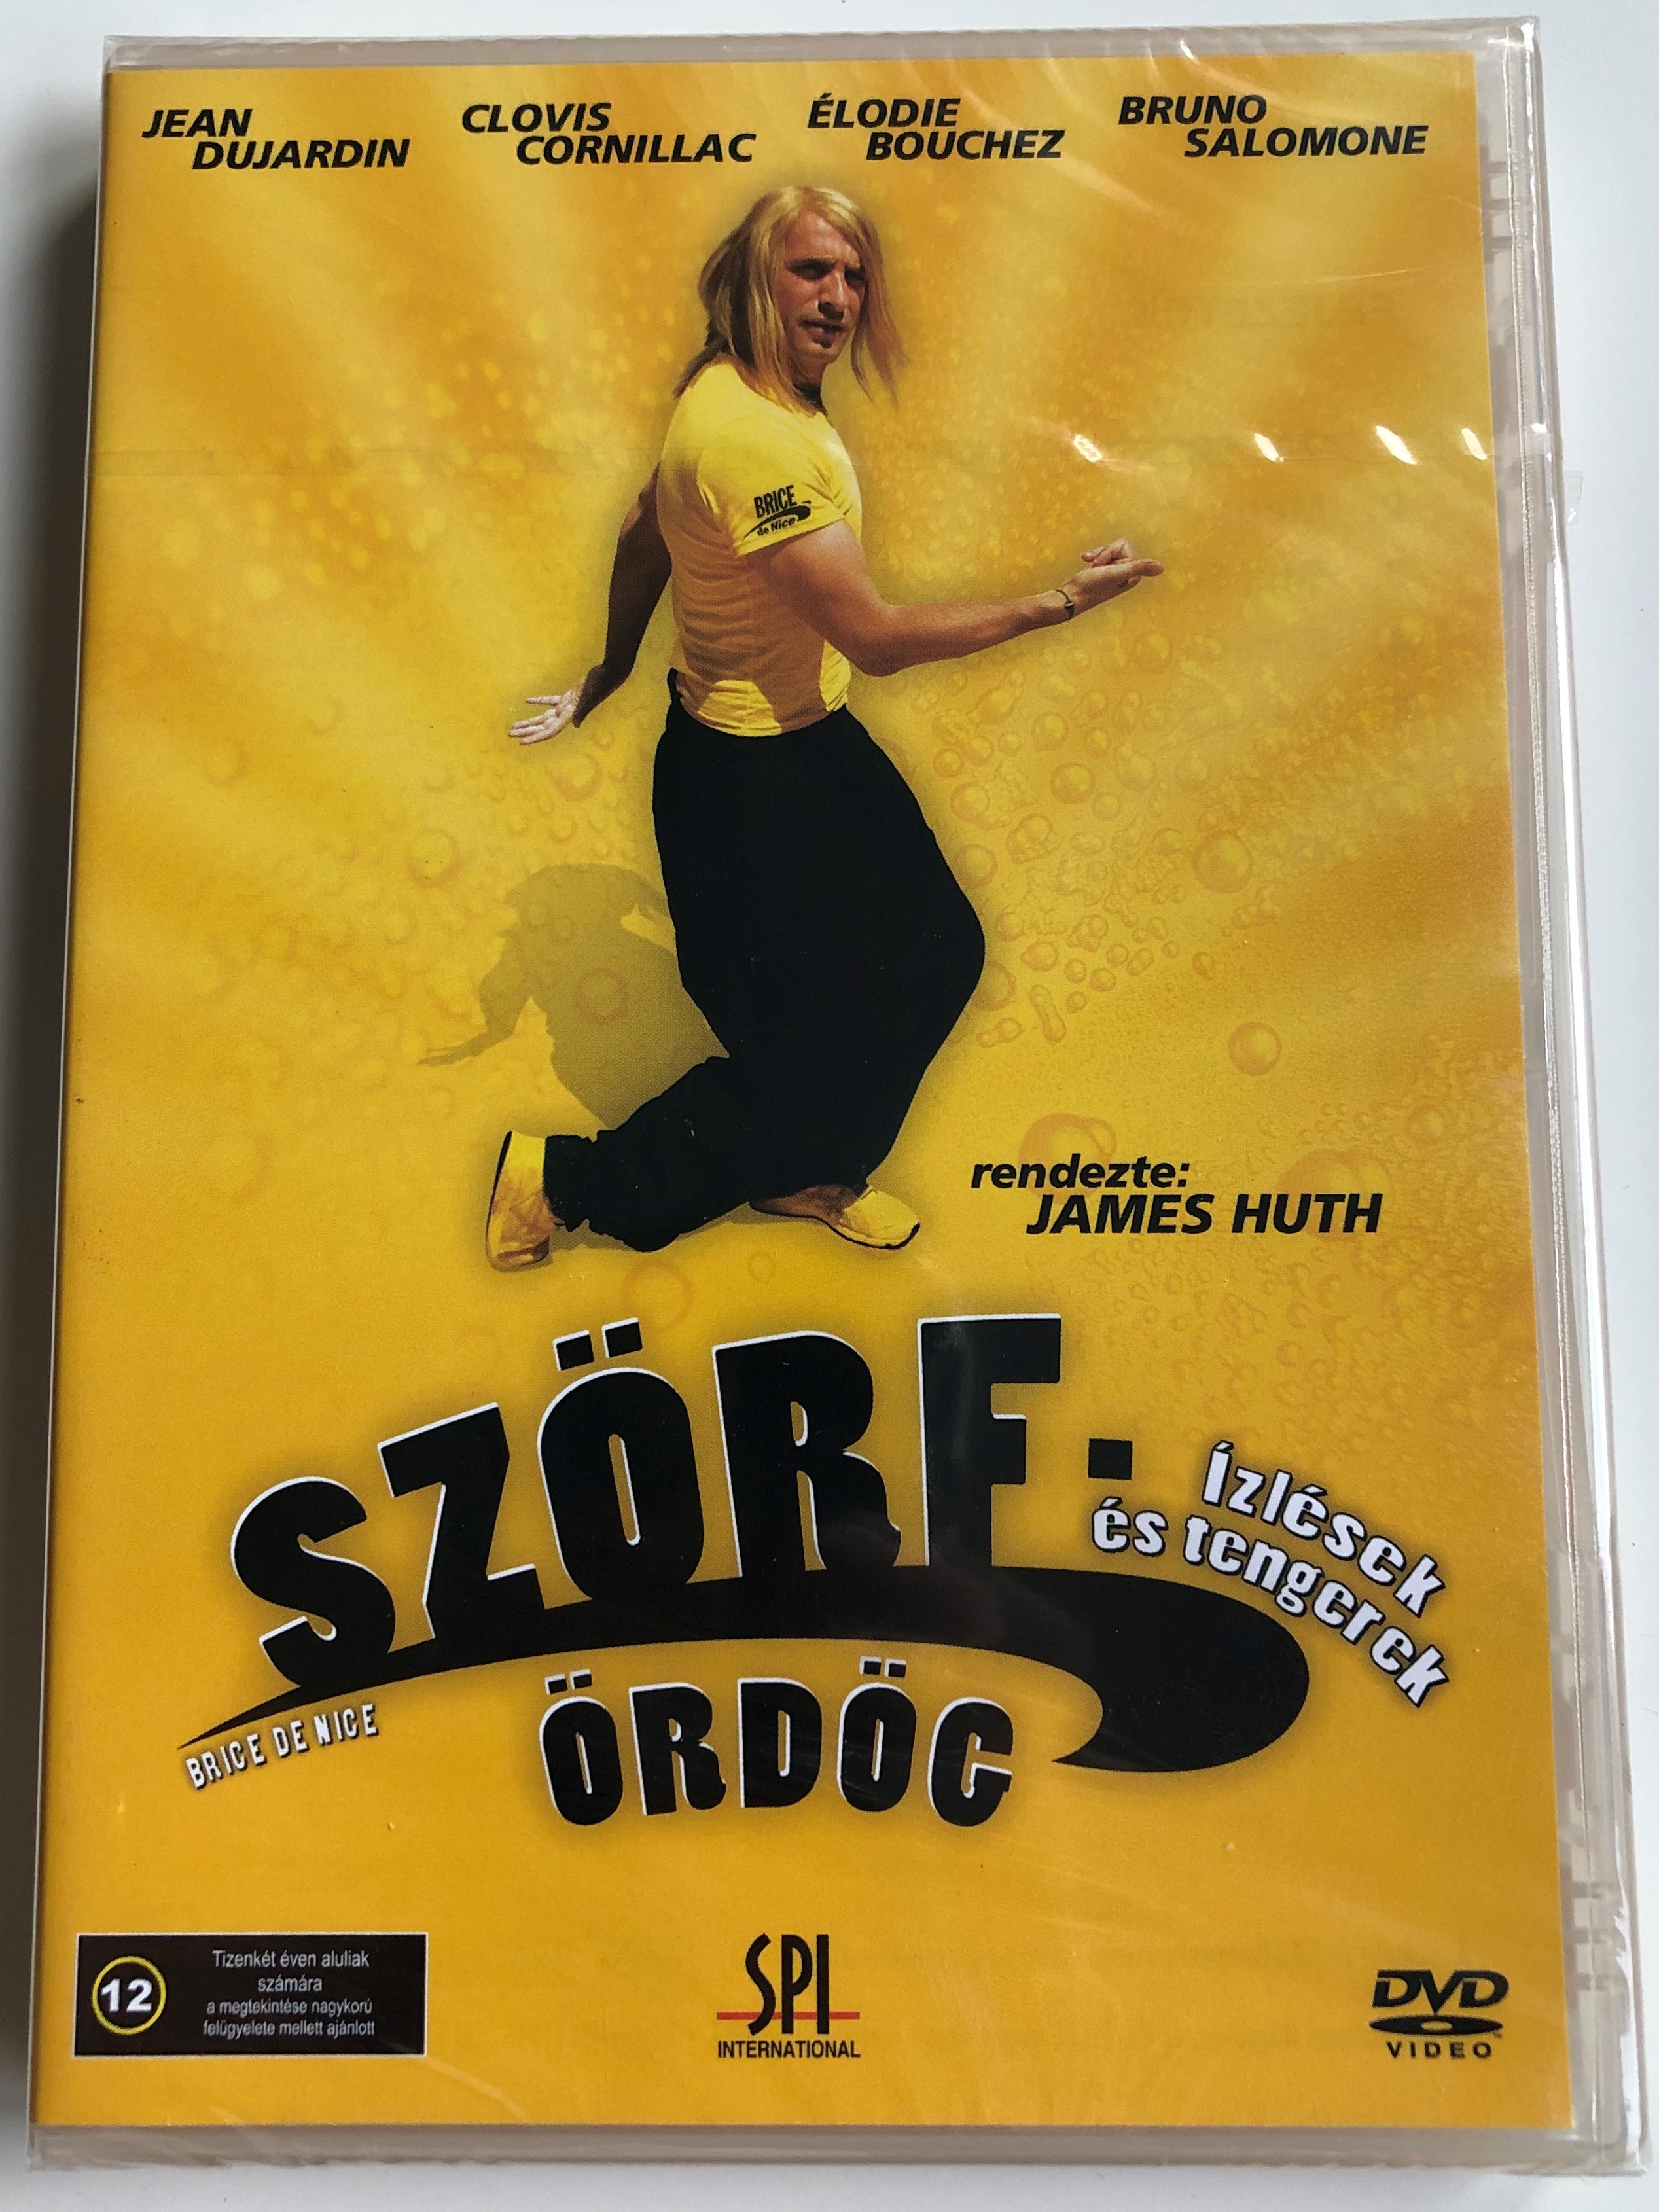 JEAN
DUJARDIN
CLOVIS
CORNILLAC
ÉLODIE
BOUCHEZ
BRUNO
SALOMONE
BRICE
de Nice
rendezte:
JAMES HUTH
SZÖRF -
Ízlések
és tengerek
ÖRDÖG
BRICE DE NICE
12
Tizenkét éven aluliak
számára
a megtekintése nagykorú
felügyelete mellett ajánlott
SPI
INTERNATIONAL
DVD
VIDEO